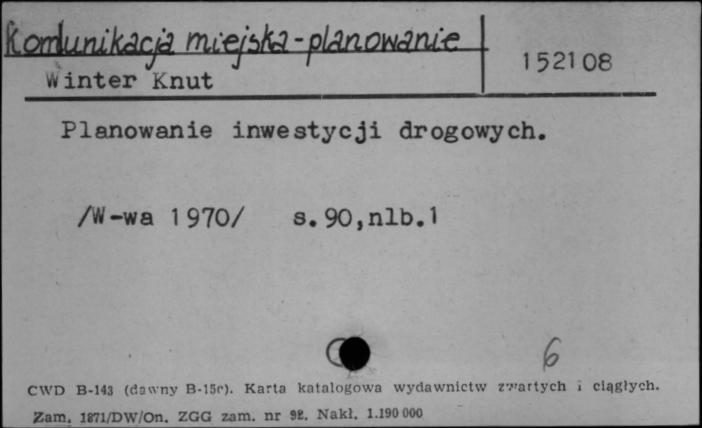 Komunikacja miejska-planowanie
152108
Winter Knut
Planowanie inwestycji drogowych.
/W-wa 1970/ s.90,nlb.1
6
CWD B-143 (dawny B-15c). Karta katalogowa wydawnictw zwartych i ciągłych.
Zam. 1871/DW/On. ZGG zam. nr 92. Nakł. 1.190 000